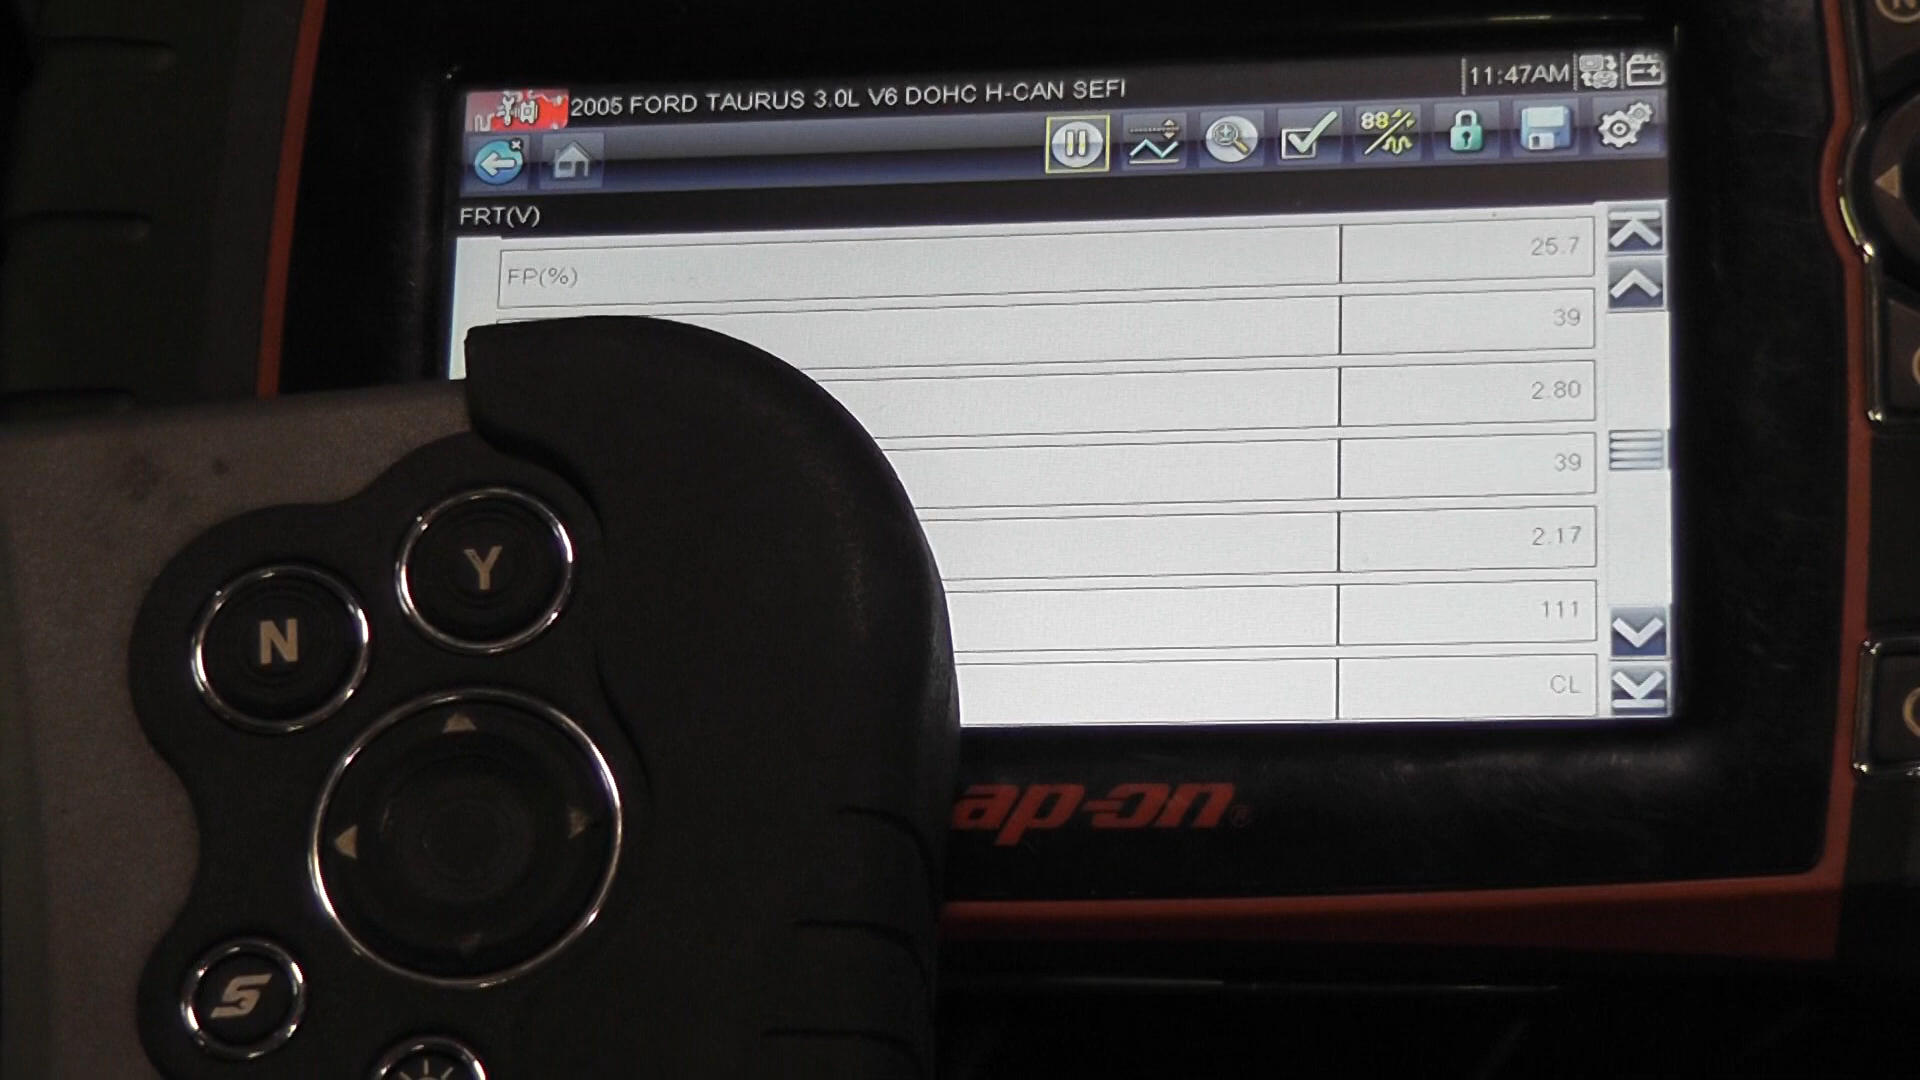 2005 FORD TAURUS 3.0L V6 DOHC H-CAN SEFI
11:47AM
FRT(V)
FP(%) 25.7
39
2.80
39
2.17
111
CL
ap-on®
Y
N
S